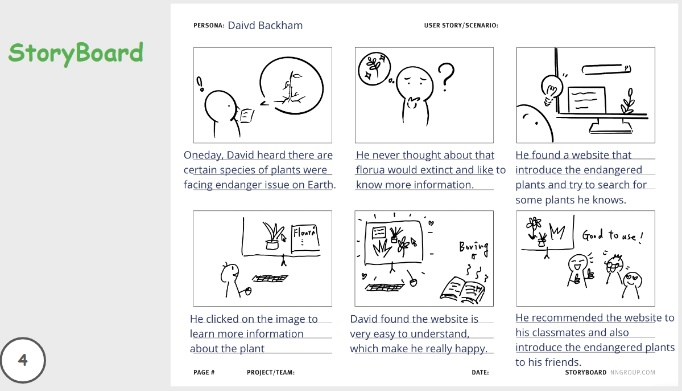 StoryBoard
PERSONA: Daivd Backham
USER STORY/SCENARIO:
!
?
Oneday, David heard there are
certain species of plants were
facing endanger issue on Earth.
He never thought about that
florua would extinct and like to
know more information.
He found a website that
introduce the endangered
plants and try to search for
some plants he knows.
Boring
Good to use!
He clicked on the image to
learn more information
about the plant
David found the website is
very easy to understand,
which make he really happy.
He recommended the website to
his classmates and also
introduce the endangered plants
to his friends.
4
PAGE #
PROJECT/TEAM:
DATE:
STORYBOARD NNGROUP.COM